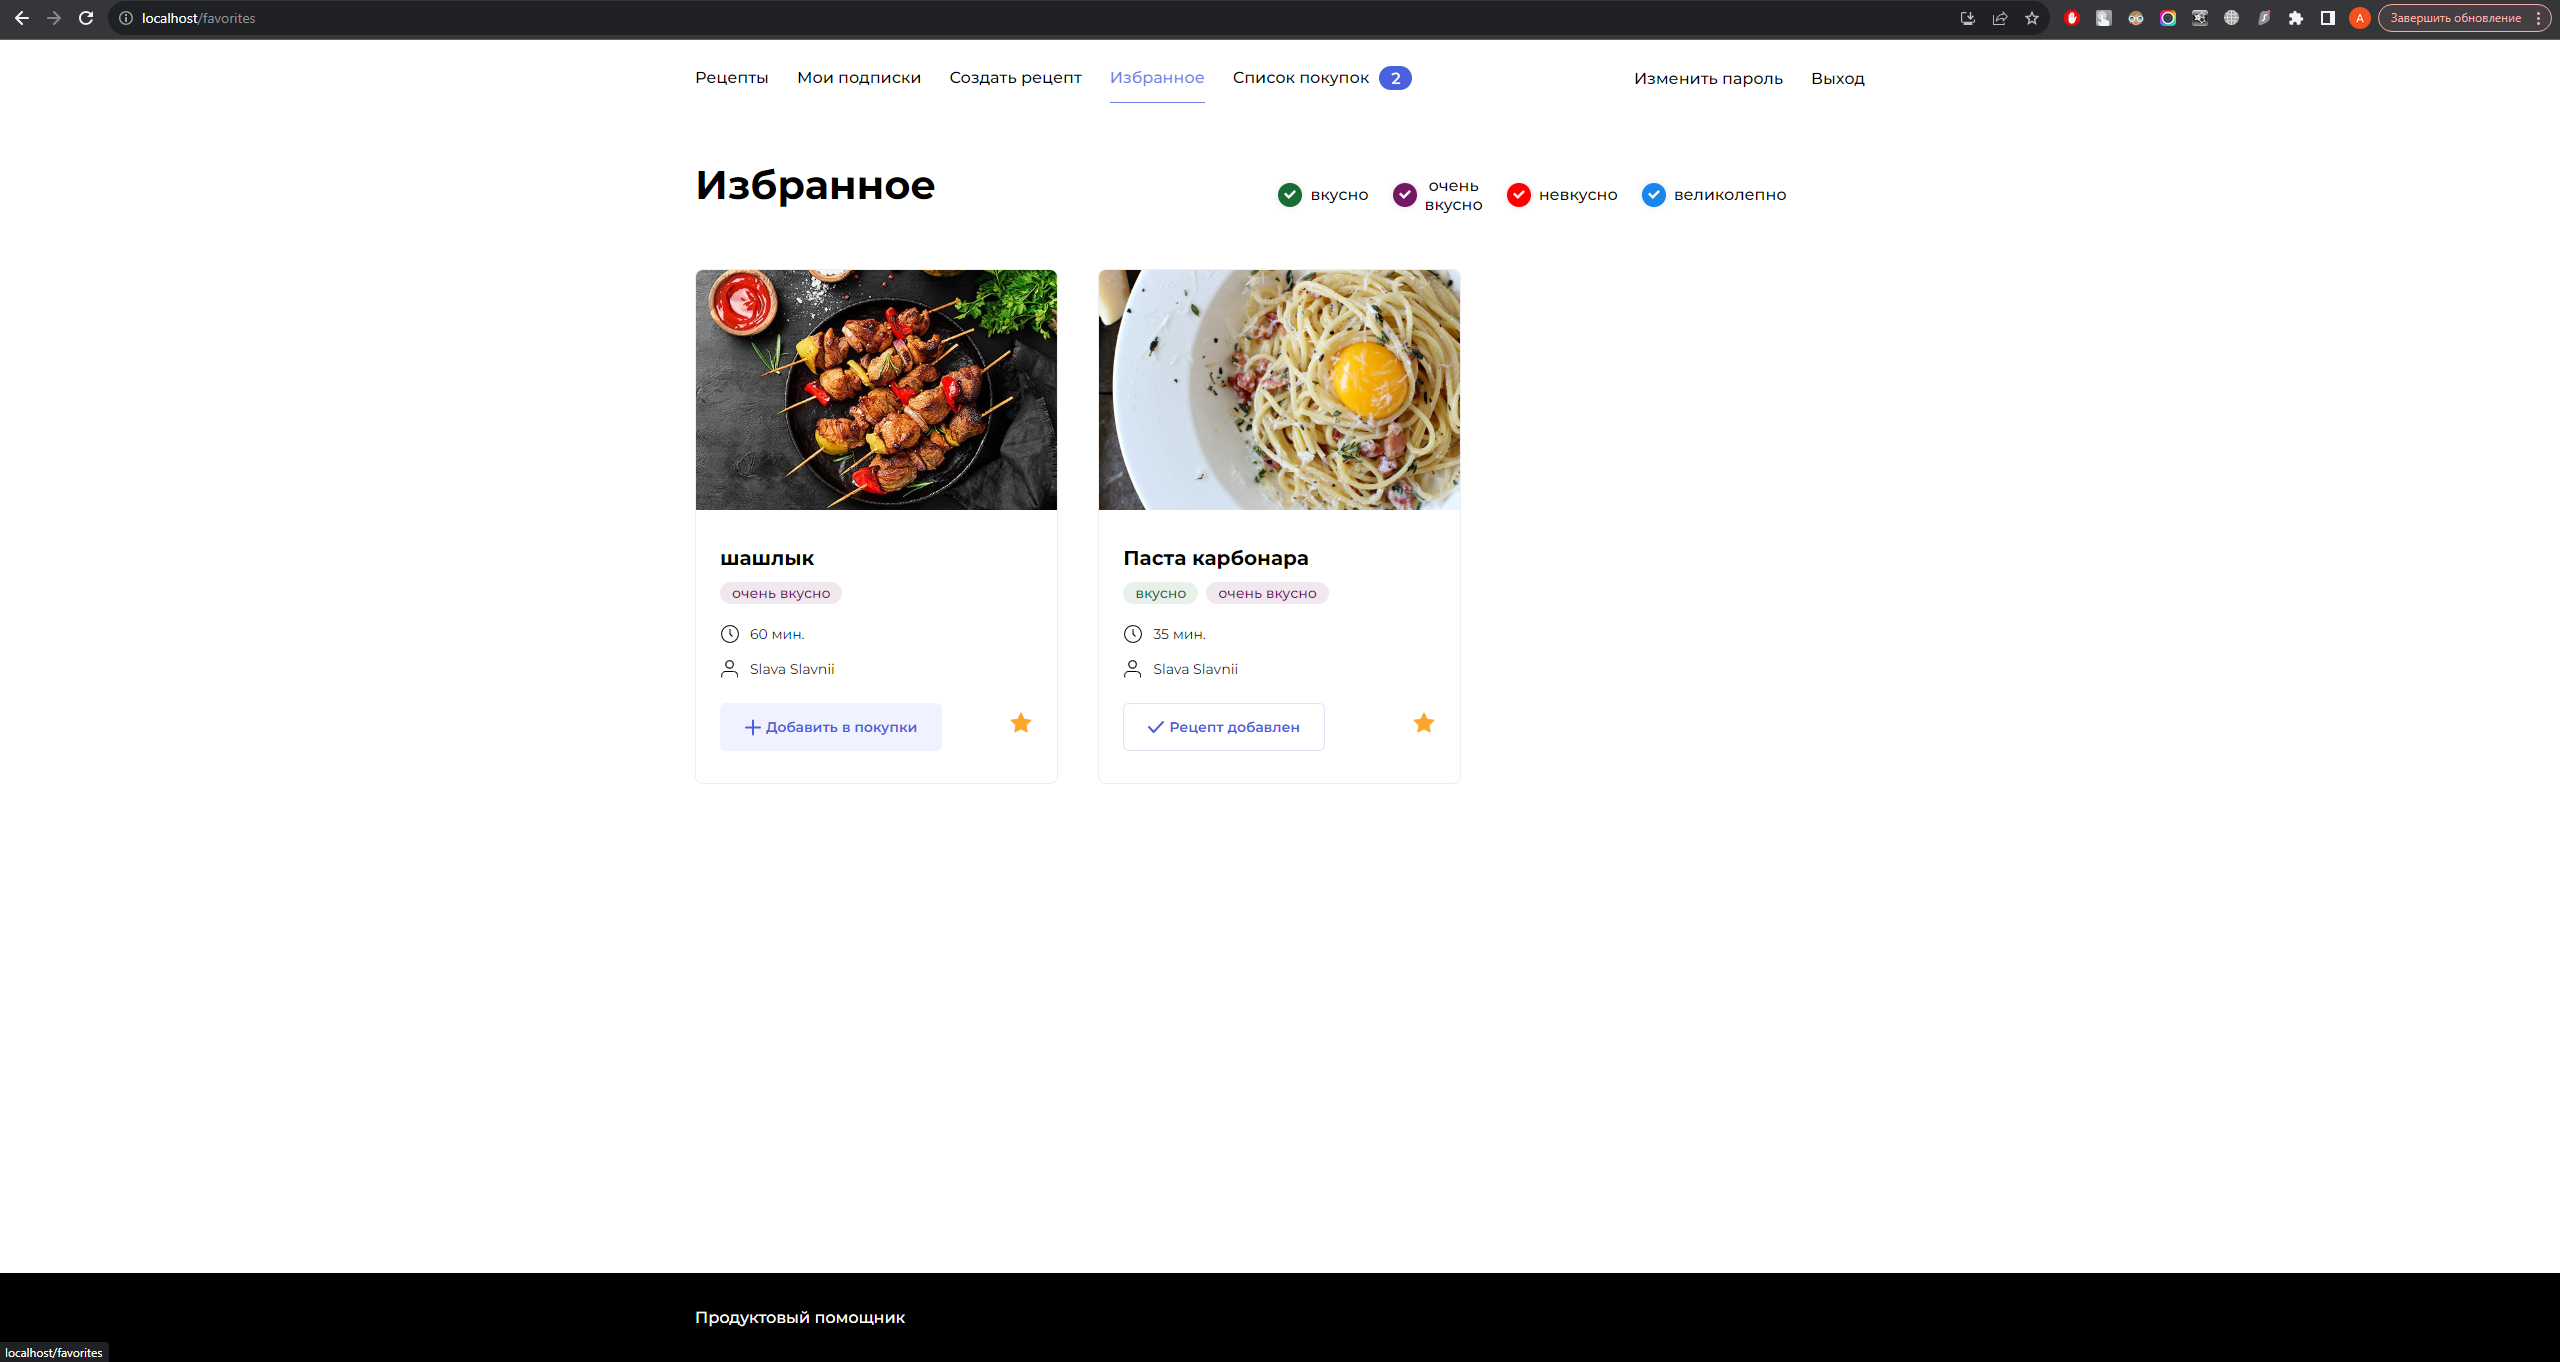 localhost/favorites
А Завершить обновление
Рецепты Мои подписки Создать рецепт Избранное Список покупок 2 Изменить пароль Выход
Избранное
вкусно
очень
вкусно
невкусно
великолепно
шашлык
очень вкусно
60 мин.
Slava Slavnii
Добавить в покупки
Паста карбонара
вкусно очень вкусно
35 мин.
Slava Slavnii
Рецепт добавлен
Продуктовый помощник
localhost/favorites